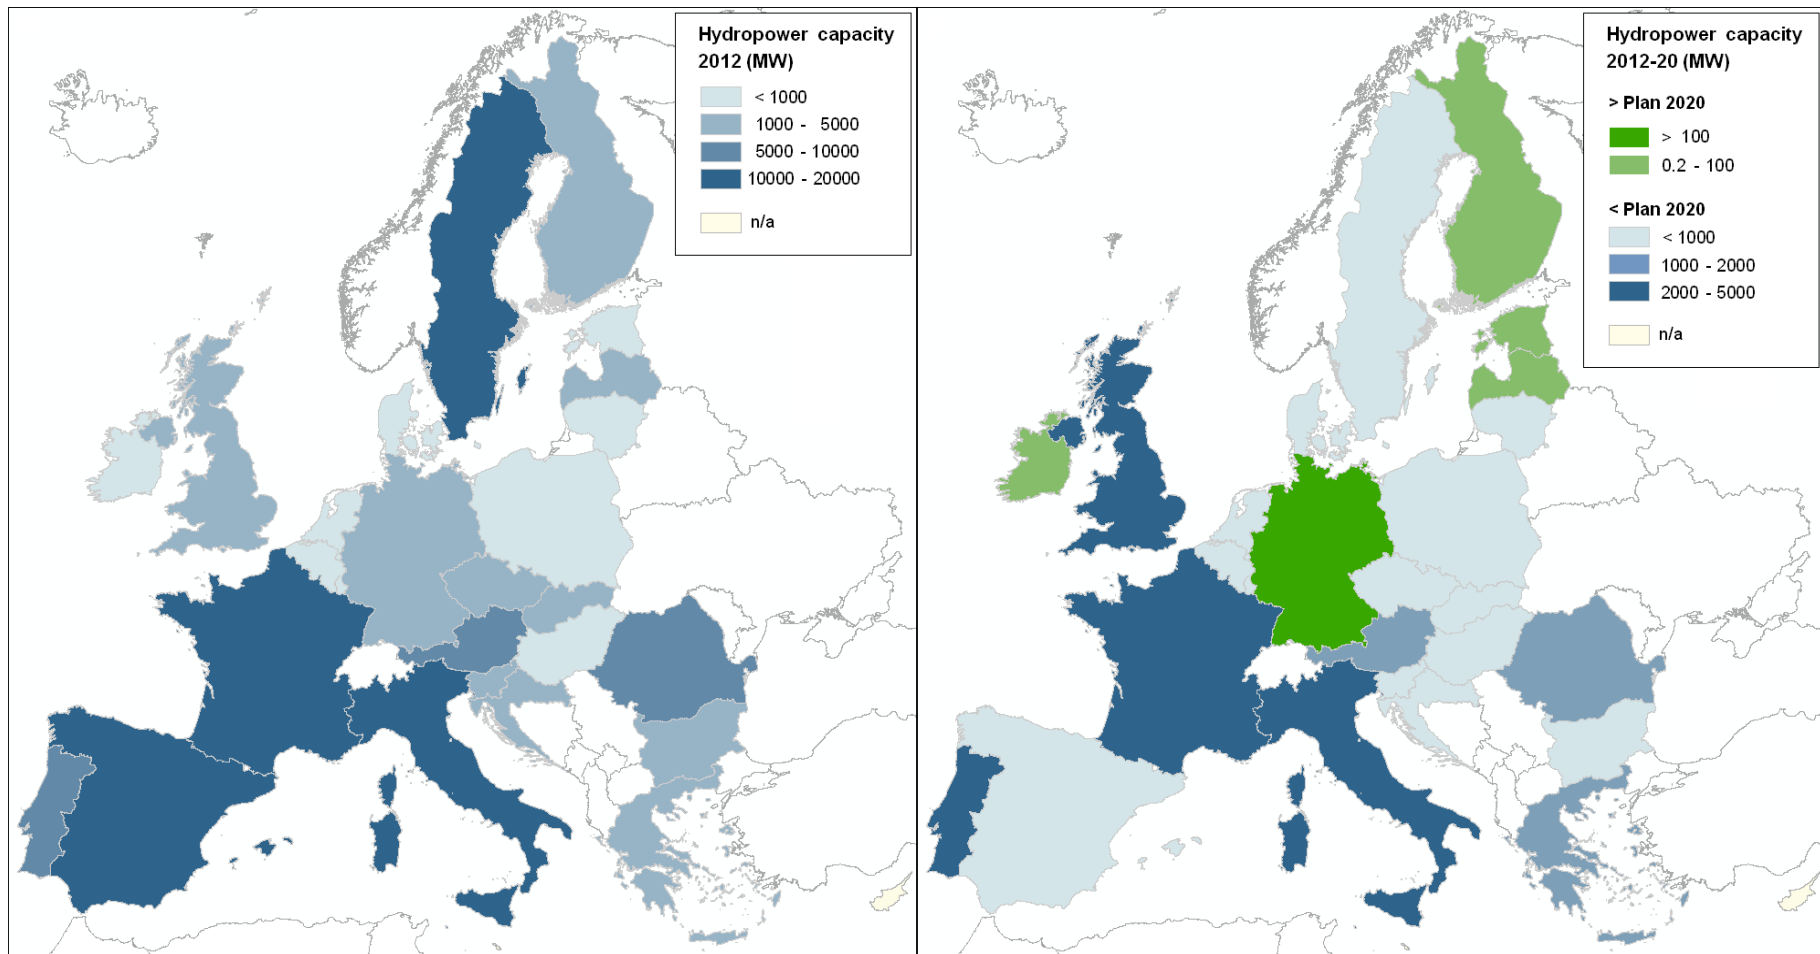 Hydropower capacity
2012 (MW)
< 1000
1000 - 5000
5000 - 10000
10000 - 20000
n/a
Hydropower capacity
2012-20 (MW)
> Plan 2020
> 100
0.2 - 100
< Plan 2020
< 1000
1000 - 2000
2000 - 5000
n/a